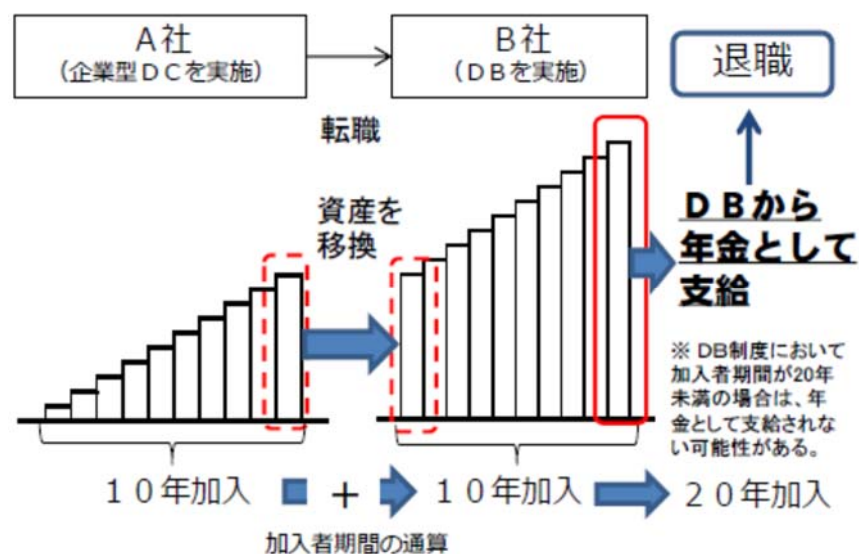 A社
(企業型DCを実施)
B社
(DBを実施)
退職
転職
資産を
移換
DBから
年金として
支給
※ DB制度において
加入者期間が20年
未満の場合は、年
金として支給されな
い可能性がある。
10年加入
+
10年加入
20年加入
加入者期間の通算